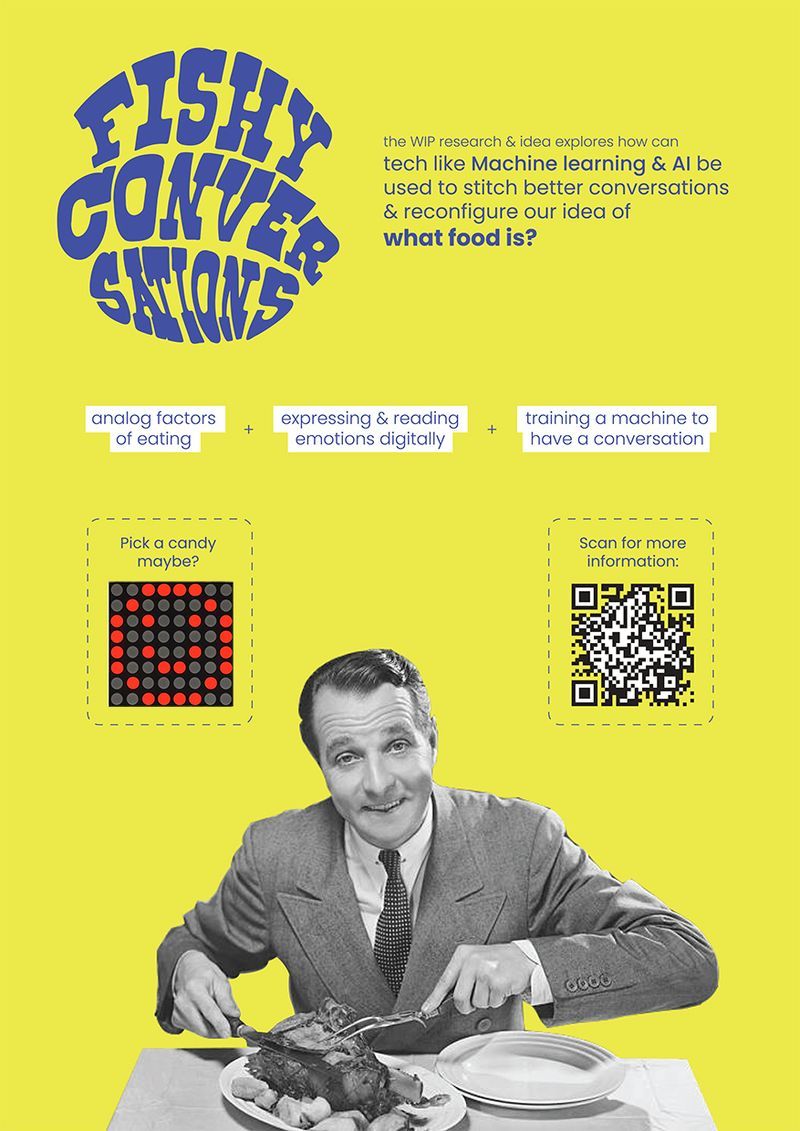 FISHY
CONVER
SATIONS
the WIP research & idea explores how can
tech like Machine learning & AI be
used to stitch better conversations
& reconfigure our idea of
what food is?
analog factors
of eating
+
expressing & reading
emotions digitally
+
training a machine to
have a conversation
Pick a candy
maybe?
Scan for more
information: